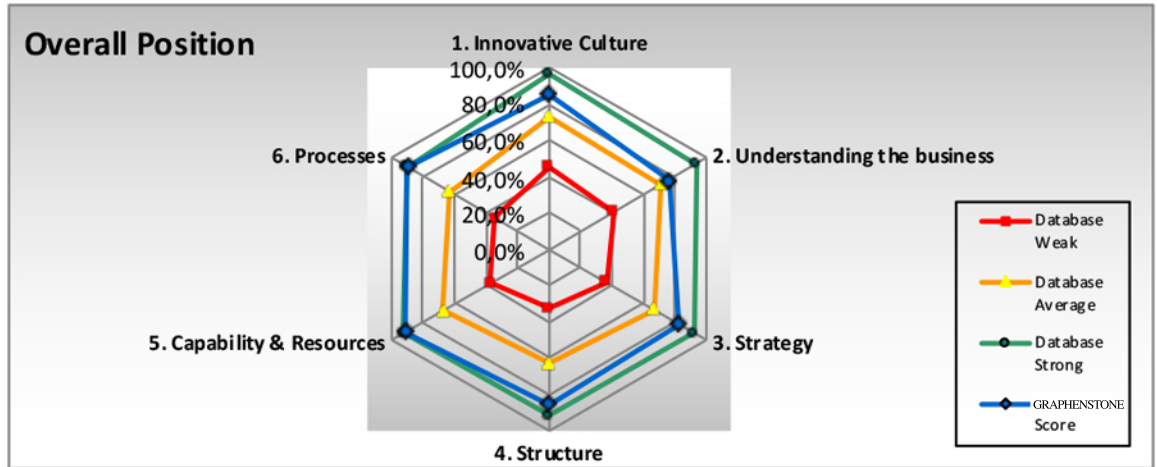 Overall Position
1. Innovative Culture
100,0%
80,0%
60,0%
40,0%
20,0%
0,0%
6. Processes
2. Understanding the business
5. Capability & Resources
3. Strategy
4. Structure
Database
Weak
Database
Average
Database
Strong
GRAPHENSTONE
Score